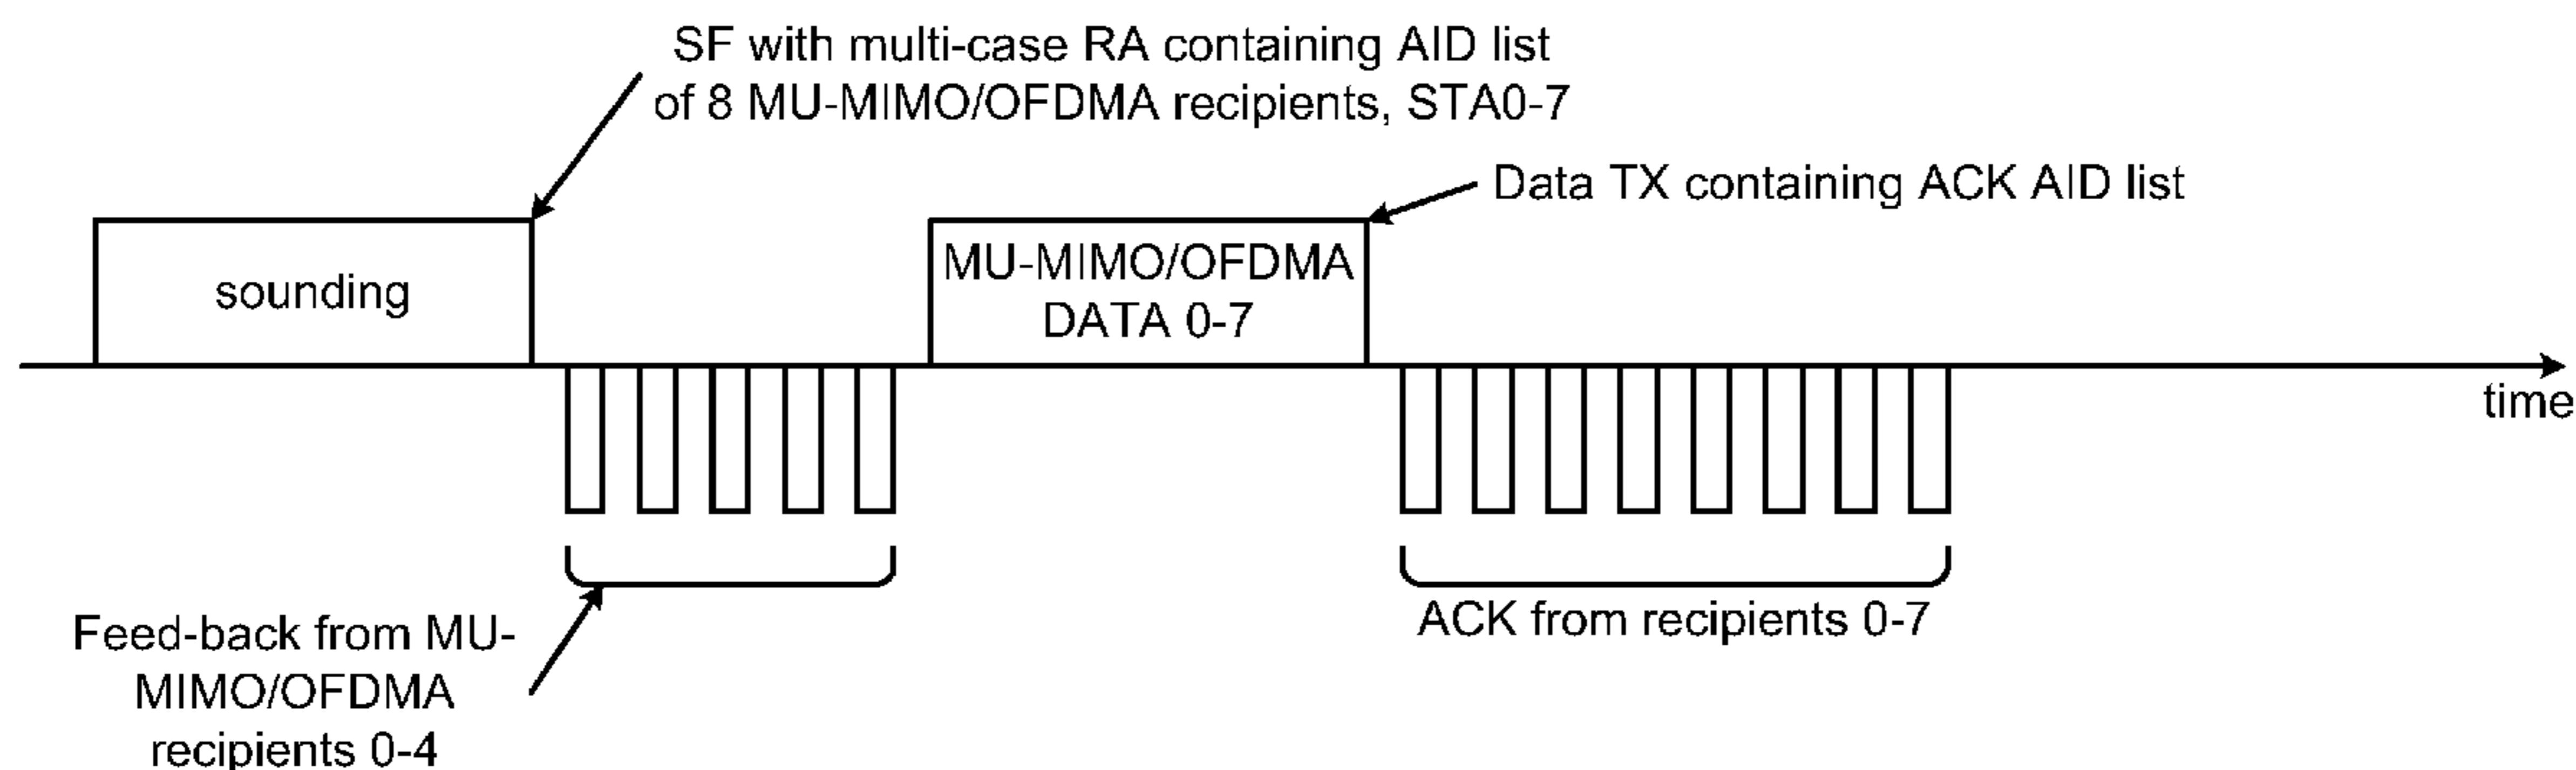 SF with multi-case RA containing AID list
of 8 MU-MIMO/OFDMA recipients, STA0-7
Data TX containing ACK AID list
sounding
MU-MIMO/OFDMA
DATA 0-7
time
Feed-back from MU-
MIMO/OFDMA
recipients 0-4
ACK from recipients 0-7